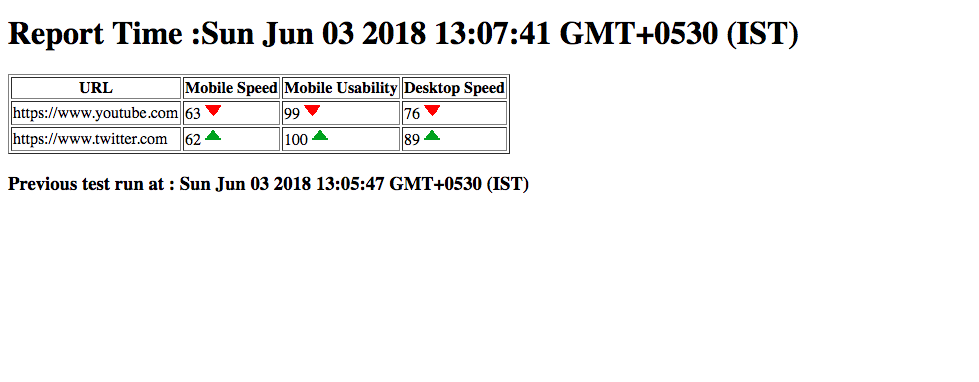 Report Time :Sun Jun 03 2018 13:07:41 GMT+0530 (IST)
URL Mobile Speed Mobile Usability Desktop Speed
https://www.youtube.com 63 99 76
https://www.twitter.com 62 100 89
Previous test run at : Sun Jun 03 2018 13:05:47 GMT+0530 (IST)